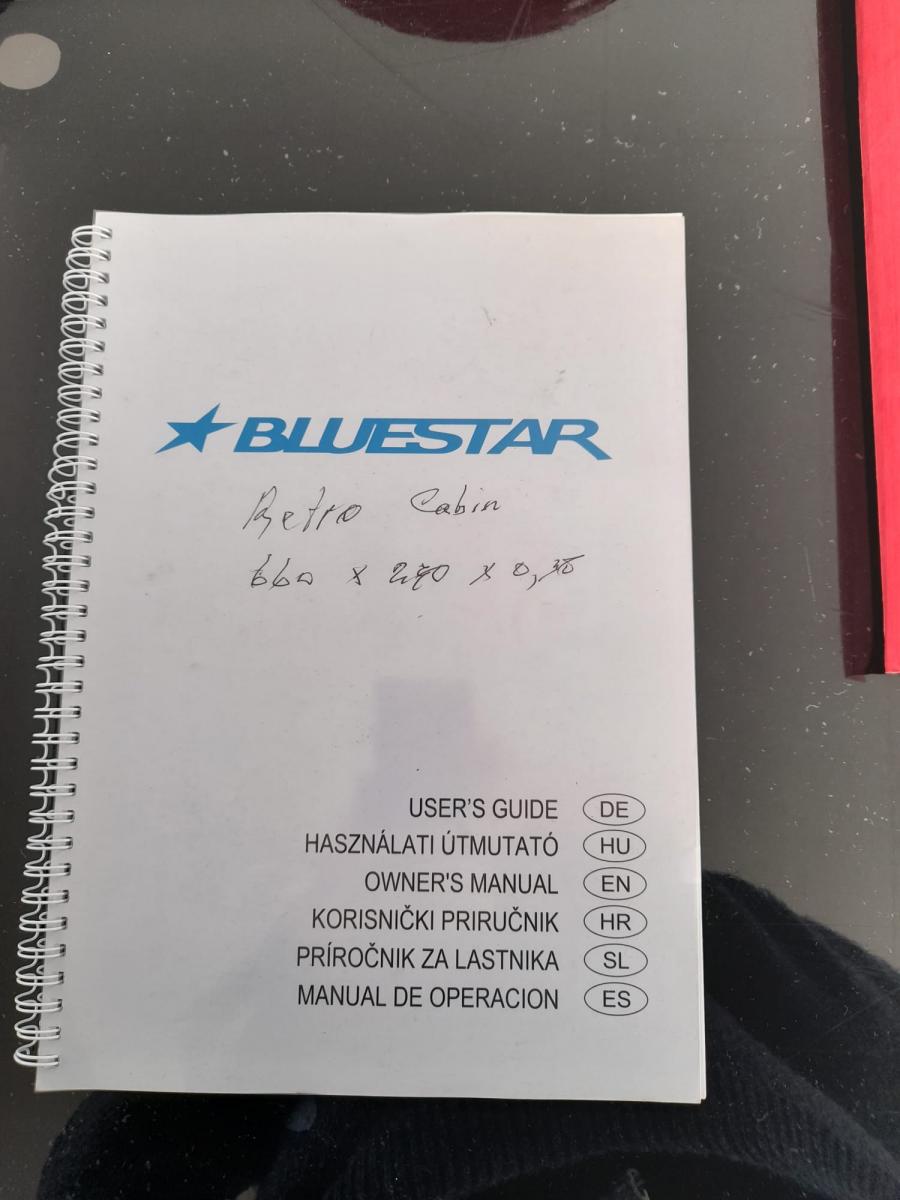 BLUESTAR
Retro Cabin
660 x 270 x 0,30
USER'S GUIDE DE
HASZNÁLATI ÚTMUTATÓ HU
OWNER'S MANUAL EN
KORISNIČKI PRIRUČNIK HR
PRÍROČNIK ZA LASTNIKA SL
MANUAL DE OPERACION ES